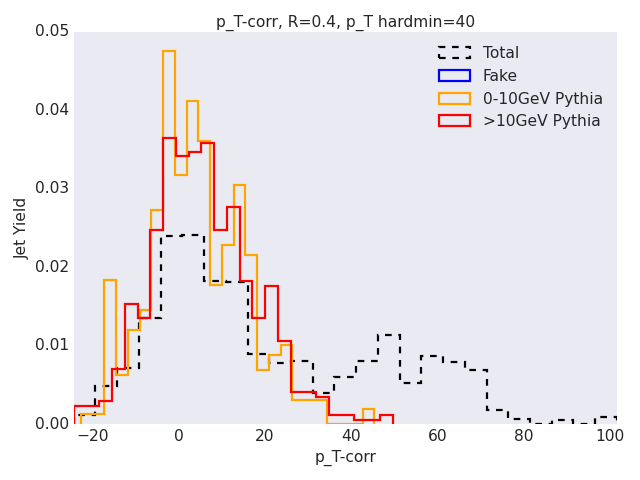 p_T-corr, R=0.4, p_T hardmin=40
0.05
0.04
0.03
0.02
0.01
0.00
Jet Yield
Total
Fake
0-10GeV Pythia
>10GeV Pythia
−20 0 20 40 60 80 100
p_T-corr